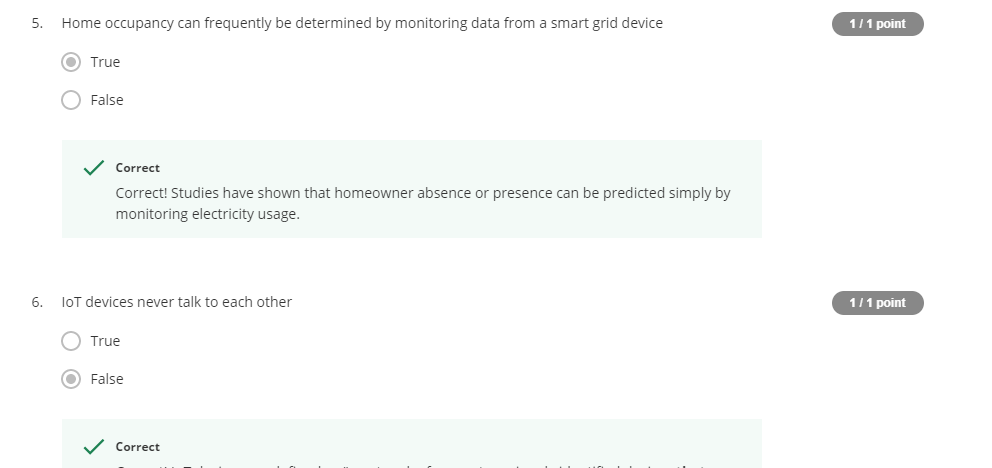 5. Home occupancy can frequently be determined by monitoring data from a smart grid device
1 / 1 point
True
False
Correct
Correct! Studies have shown that homeowner absence or presence can be predicted simply by
monitoring electricity usage.
6. IoT devices never talk to each other
1 / 1 point
True
False
Correct